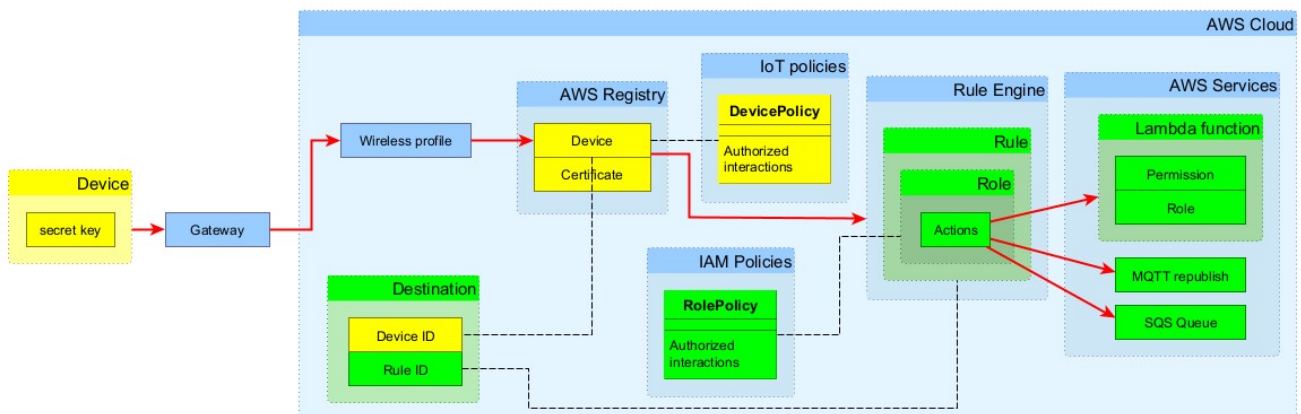 AWS Cloud
IoT policies
DevicePolicy
Authorized
interactions
AWS Registry
Device
Certificate
Rule Engine
Rule
Role
Actions
AWS Services
Lambda function
Permission
Role
MQTT republish
SQS Queue
Wireless profile
Device
secret key
Gateway
IAM Policies
RolePolicy
Authorized
interactions
Destination
Device ID
Rule ID